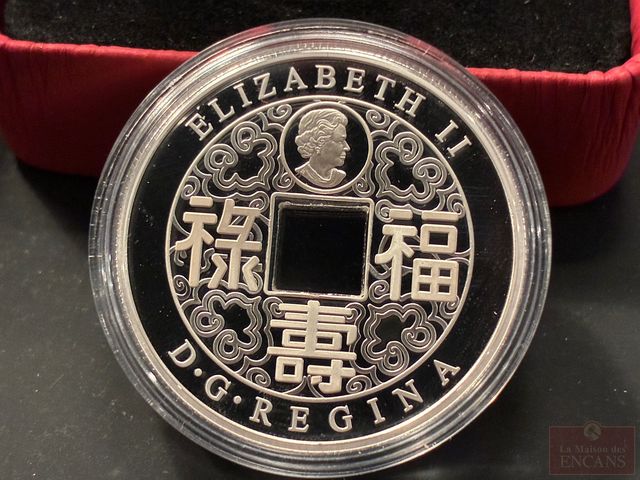 ELIZABETH II
福
祿
壽
D·G·REGINA
La Maison des
ENCANS